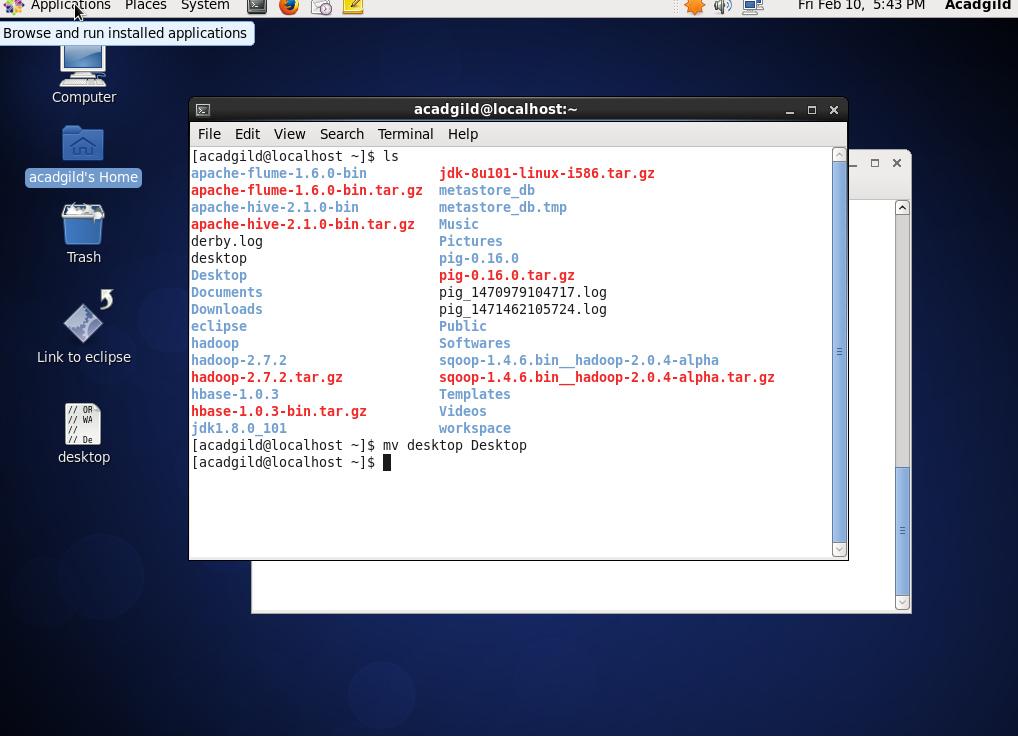 Applications Places System Fri Feb 10, 5:43 PM Acadgild
Browse and run installed applications
Computer
acadgild's Home
Trash
Link to eclipse
// OR
// WA
//
// De
desktop
acadgild@localhost:~
File Edit View Search Terminal Help
[acadgild@localhost ~]$ ls
apache-flume-1.6.0-bin jdk-8u101-linux-i586.tar.gz
apache-flume-1.6.0-bin.tar.gz metastore_db
apache-hive-2.1.0-bin metastore_db.tmp
apache-hive-2.1.0-bin.tar.gz Music
derby.log Pictures
desktop pig-0.16.0
Desktop pig-0.16.0.tar.gz
Documents pig_1470979104717.log
Downloads pig_1471462105724.log
eclipse Public
hadoop Softwares
hadoop-2.7.2 sqoop-1.4.6.bin__hadoop-2.0.4-alpha
hadoop-2.7.2.tar.gz sqoop-1.4.6.bin__hadoop-2.0.4-alpha.tar.gz
hbase-1.0.3 Templates
hbase-1.0.3-bin.tar.gz Videos
jdk1.8.0_101 workspace
[acadgild@localhost ~]$ mv desktop Desktop
[acadgild@localhost ~]$